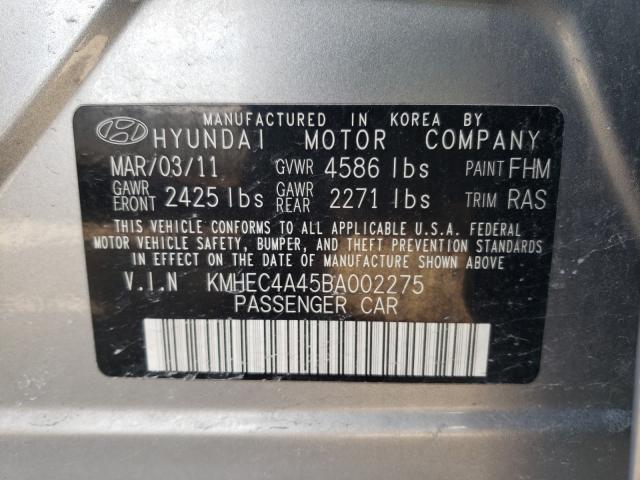 MANUFACTURED IN KOREA BY
HYUNDAI MOTOR COMPANY
MAR/03/11 GVWR 4586 lbs PAINT FHM
GAWR FRONT 2425 lbs GAWR REAR 2271 lbs TRIM RAS
THIS VEHICLE CONFORMS TO ALL APPLICABLE U.S.A. FEDERAL
MOTOR VEHICLE SAFETY, BUMPER, AND THEFT PREVENTION STANDARDS
IN EFFECT ON THE DATE OF MANUFACTURE SHOWN ABOVE.
V.I.N KMHEC4A45BA002275
PASSENGER CAR